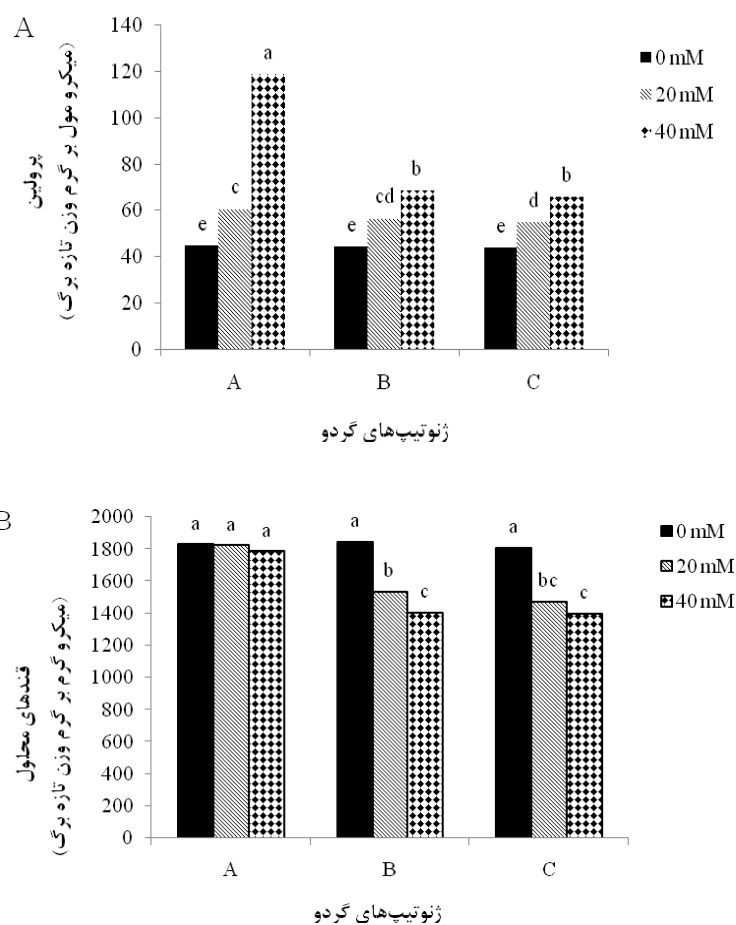 A
140
120
100
80
60
40
20
0
پرولین
(میکرو مول بر گرم وزن تازه برگ)
e
c
a
e
cd
b
e
d
b
0 mM
20 mM
40 mM
A
B
C
ژنوتیپ‌های گردو
B
2000
1800
1600
1400
1200
1000
800
600
400
200
0
قندهای محلول
(میکرو گرم بر گرم وزن تازه برگ)
a
a
a
a
b
c
a
bc
c
0 mM
20 mM
40 mM
A
B
C
ژنوتیپ‌های گردو